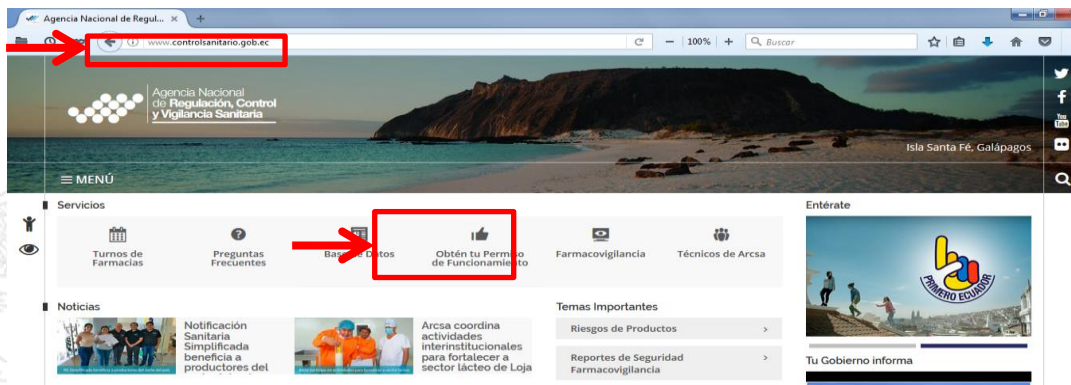 Agencia Nacional de Regul...
www.controlsanitario.gob.ec
100%
Buscar
Agencia Nacional
de Regulación, Control
y Vigilancia Sanitaria
Isla Santa Fé, Galápagos
MENÚ
Servicios
Turnos de
Farmacias
Preguntas
Frecuentes
Base de Datos
Obtén tu Permiso
de Funcionamiento
Farmacovigilancia
Técnicos de Arcsa
Entérate
PRIMERO ECUADOR
Noticias
Notificación
Sanitaria
Simplificada
beneficia a
productores del
Arcsa coordina
actividades
interinstitucionales
para fortalecer a
sector lácteo de Loja
Temas Importantes
Riesgos de Productos
Reportes de Seguridad
Farmacovigilancia
Tu Gobierno informa